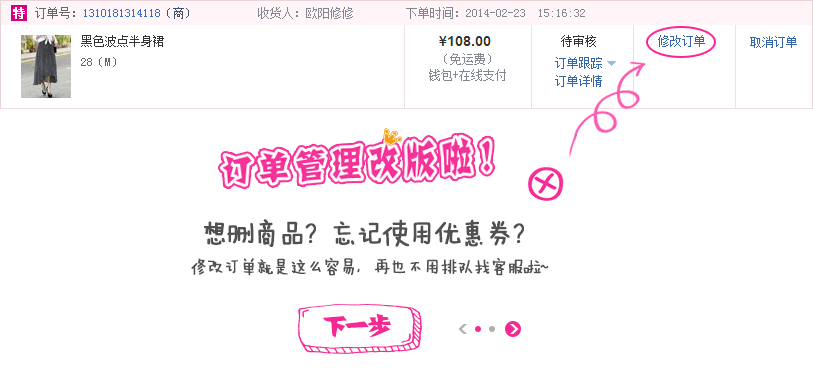 特 订单号：1310181314118（商） 收货人：欧阳修修 下单时间：2014-02-23 15:16:32
黑色波点半身裙 ¥108.00 待审核 修改订单 取消订单
28（M） （免运费） 订单跟踪
钱包+在线支付 订单详情
订单管理改版啦！
想删商品？忘记使用优惠券？
修改订单就是这么容易，再也不用排队找客服啦~
下一步